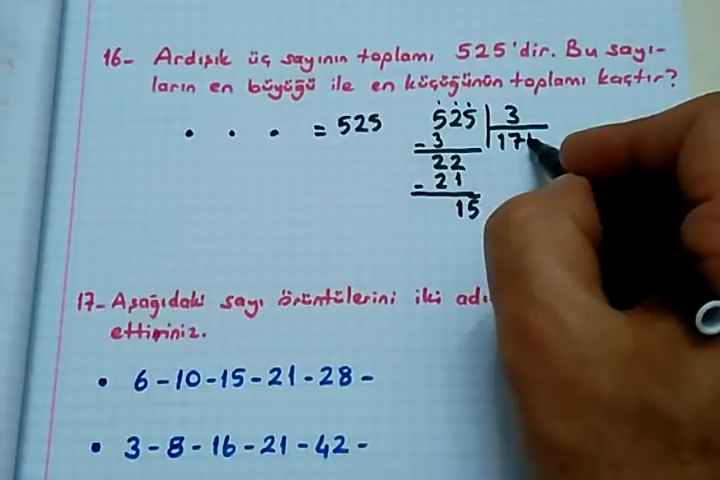 16- Ardışık üç sayının toplamı 525'dir. Bu sayı-
ların en büyüğü ile en küçüğünün toplamı kaçtır?
. . . = 525
525 3
- 3 17
22
- 21
15
17- Aşağıdaki sayı örüntülerini iki
ettiriniz.
• 6-10-15-21-28-
• 3-8-16-21-42-